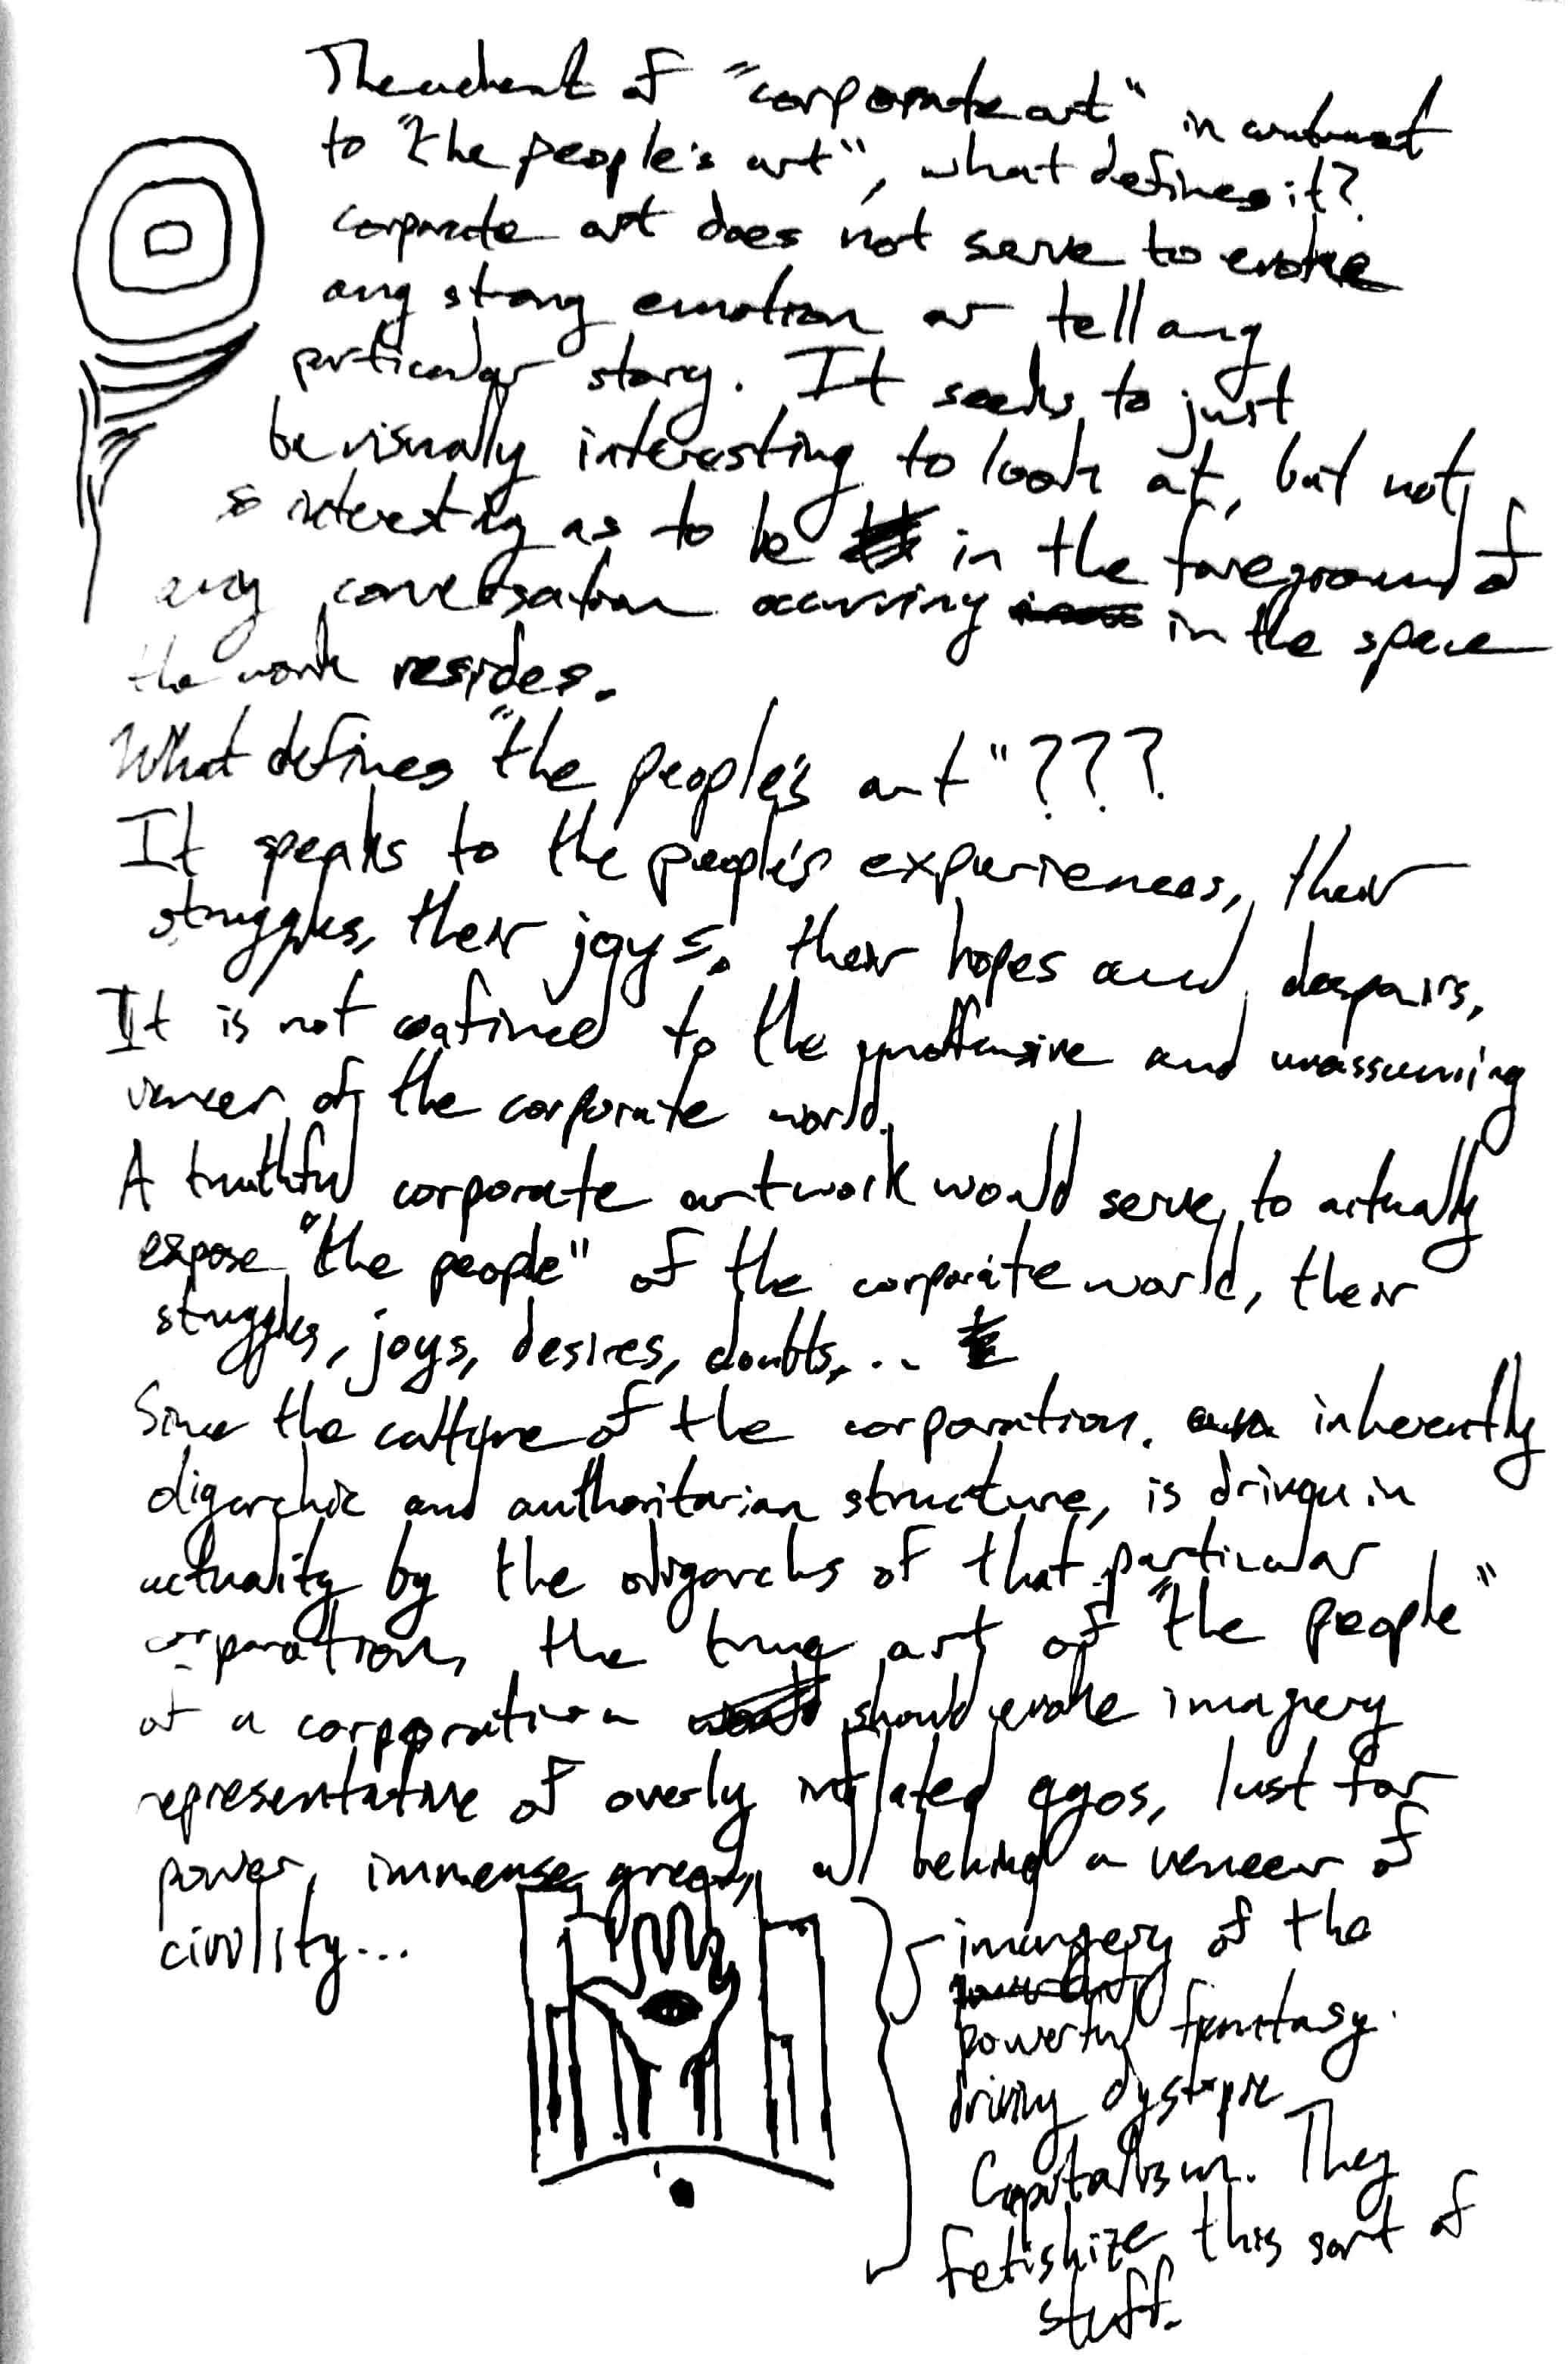 The advent of "corporate art" in contrast
to "the people's art", what defines it?
corporate art does not serve to evoke
any strong emotion or tell any
particular story. It seeks to just
be visually interesting to look at, but not
so interesting as to be in the foreground of
any conversation occurring in the space
the work resides.
What defines "the people's art"???
It speaks to the people's experiences, their
struggles, their joys, their hopes and despairs,
It is not confined to the unoffensive and unassuming
veneer of the corporate world.
A truthful corporate artwork would serve to actually
expose "the people" of the corporate world, their
struggles, joys, desires, doubts,...
Since the culture of the corporation, an inherently
oligarchic and authoritarian structure, is driven in
actuality by the oligarchs of that particular
corporation, the true art of "the people"
of a corporation should evoke imagery
representative of overly inflated egos, lust for
power, immense greed, all behind a veneer of
civility...
imagery of the
powerful fantasy
driving dystopic
Capitalism. They
fetishize this sort of
stuff.